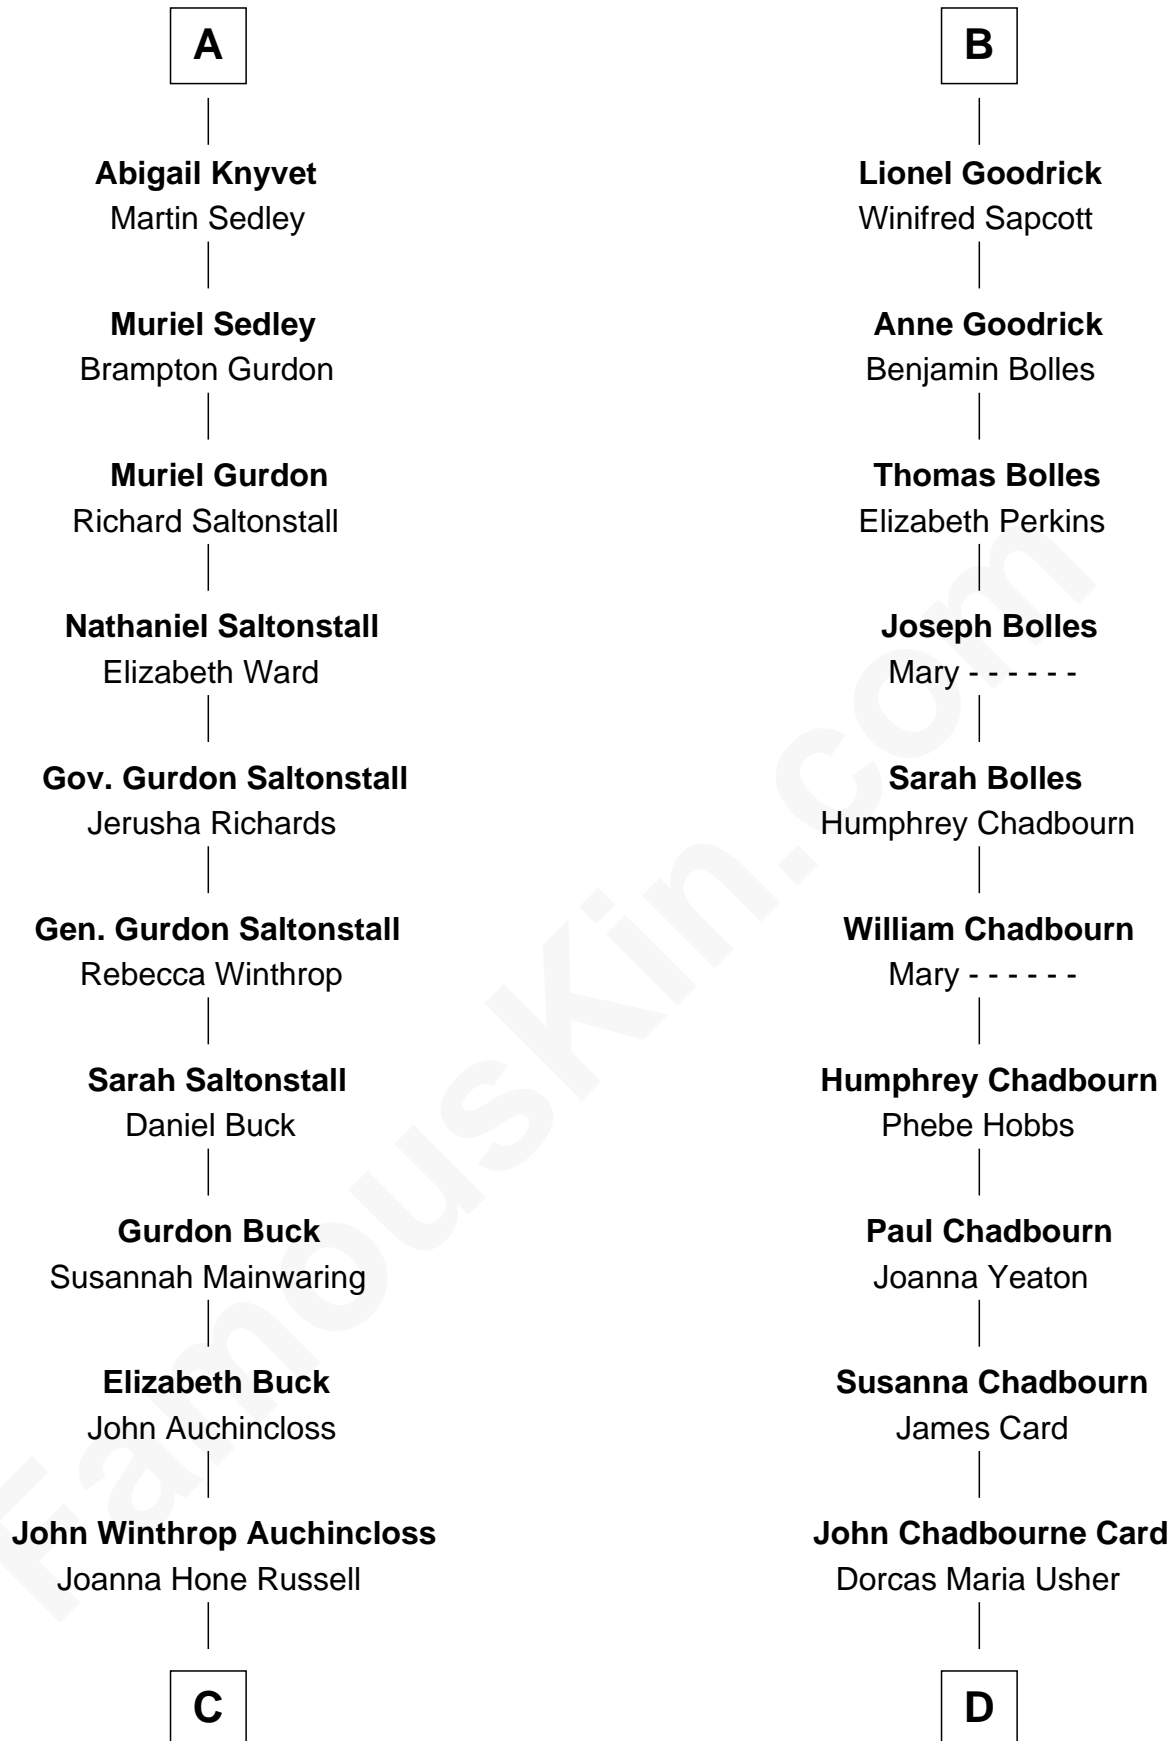 A
Abigail Knyvet
Martin Sedley
Muriel Sedley
Brampton Gurdon
Muriel Gurdon
Richard Saltonstall
Nathaniel Saltonstall
Elizabeth Ward
Gov. Gurdon Saltonstall
Jerusha Richards
Gen. Gurdon Saltonstall
Rebecca Winthrop
Sarah Saltonstall
Daniel Buck
Gurdon Buck
Susannah Mainwaring
Elizabeth Buck
John Auchincloss
John Winthrop Auchincloss
Joanna Hone Russell
C
B
Lionel Goodrick
Winifred Sapcott
Anne Goodrick
Benjamin Bolles
Thomas Bolles
Elizabeth Perkins
Joseph Bolles
Mary - - - - - -
Sarah Bolles
Humphrey Chadbourn
William Chadbourn
Mary - - - - - -
Humphrey Chadbourn
Phebe Hobbs
Paul Chadbourn
Joanna Yeaton
Susanna Chadbourn
James Card
John Chadbourne Card
Dorcas Maria Usher
D
FamousKin.com